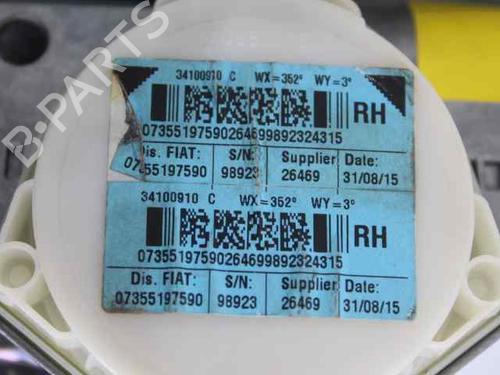 34100910 C WX=352° WY=3°
RH
07355197590264699892324315
Dis. FIAT: S/N: Supplier Date:
07355197590 98923 26469 31/08/15
34100910 C WX=352° WY=3°
RH
07355197590264699892324315
Dis. FIAT: S/N: Supplier Date:
07355197590 98923 26469 31/08/15
B-PARTS